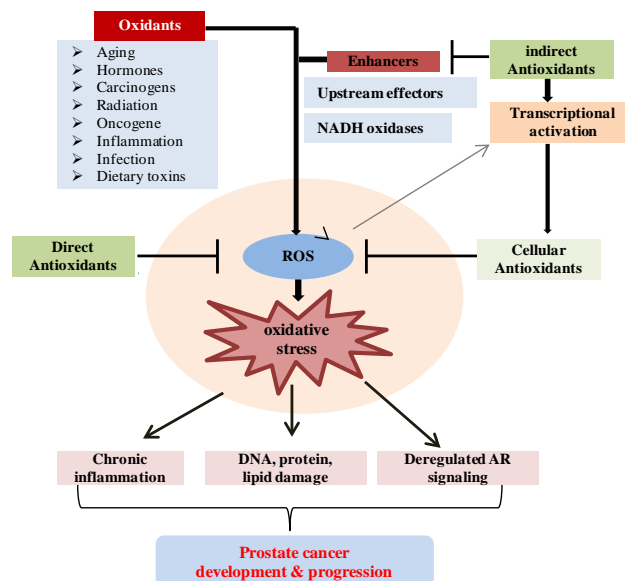 Oxidants
Aging
Hormones
Carcinogens
Radiation
Oncogene
Inflammation
Infection
Dietary toxins
Enhancers
Upstream effectors
NADH oxidases
indirect
Antioxidants
Transcriptional
activation
Direct
Antioxidants
ROS
Cellular
Antioxidants
oxidative
stress
Chronic
inflammation
DNA, protein,
lipid damage
Deregulated AR
signaling
Prostate cancer
development & progression